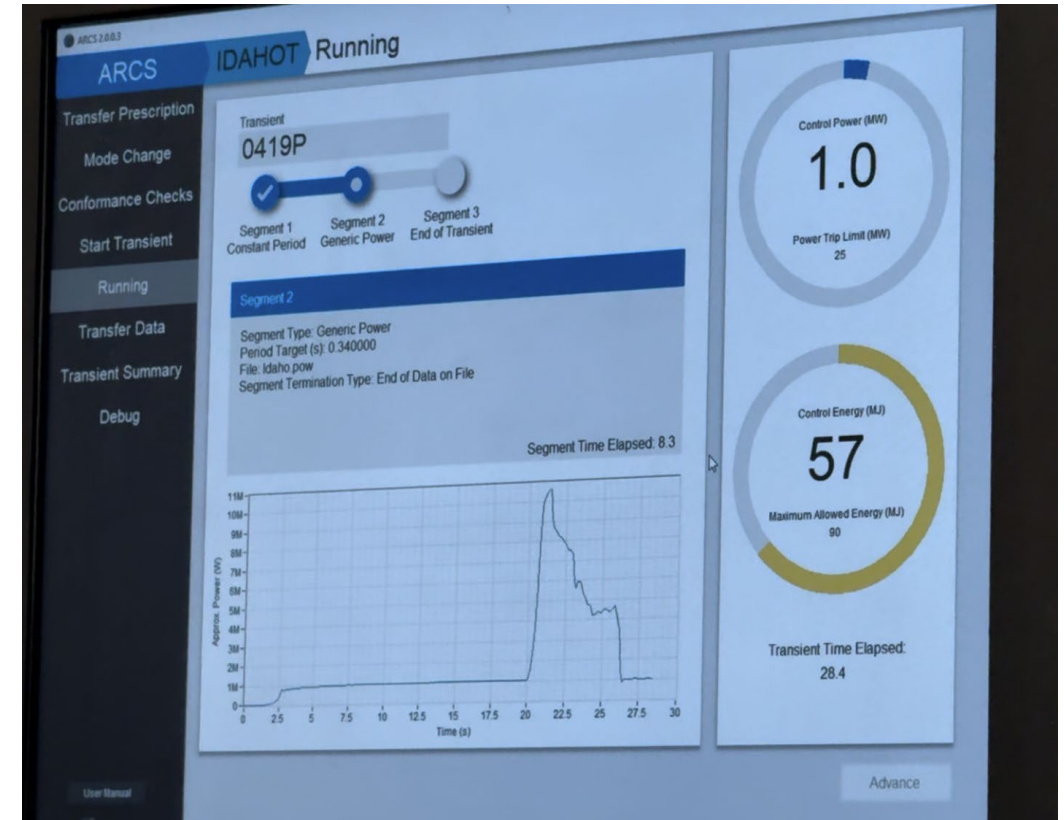 ARCS 2.0.0.3
ARCS
IDAHOT
Running
Transfer Prescription
Mode Change
Conformance Checks
Start Transient
Running
Transfer Data
Transient Summary
Debug
User Manual
Transient
0419P
Segment 1
Constant Period
Segment 2
Generic Power
Segment 3
End of Transient
Segment 2
Segment Type: Generic Power
Period Target (s): 0.340000
File: Idaho.pow
Segment Termination Type: End of Data on File
Segment Time Elapsed: 8.3
11M
10M
9M
8M
7M
6M
5M
4M
3M
2M
1M
0
Approx. Power (W)
0 2.5 5 7.5 10 12.5 15 17.5 20 22.5 25 27.5 30
Time (s)
Control Power (MW)
1.0
Power Trip Limit (MW)
25
Control Energy (MJ)
57
Maximum Allowed Energy (MJ)
90
Transient Time Elapsed:
28.4
Advance